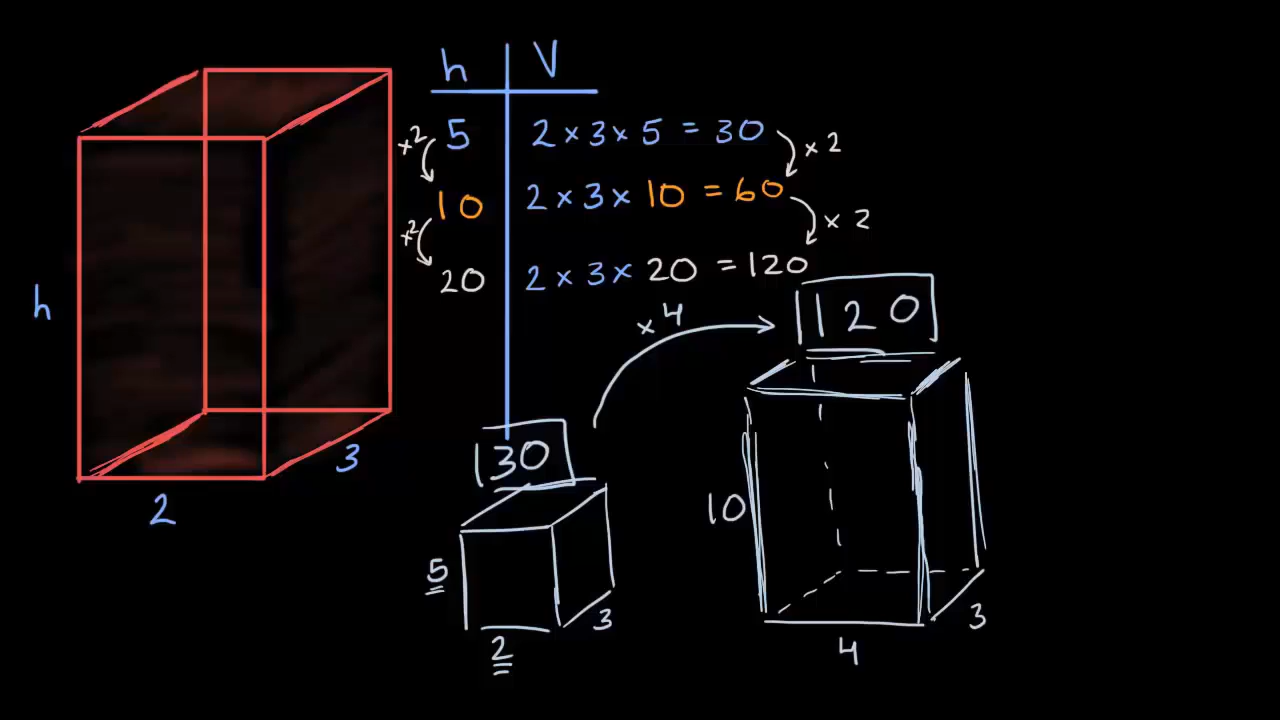 h V
×2 5 2 × 3 × 5 = 30 × 2
×2 10 2 × 3 × 10 = 60 × 2
20 2 × 3 × 20 = 120
h
× 4
120
30
3
2
10
5
3
2
3
4